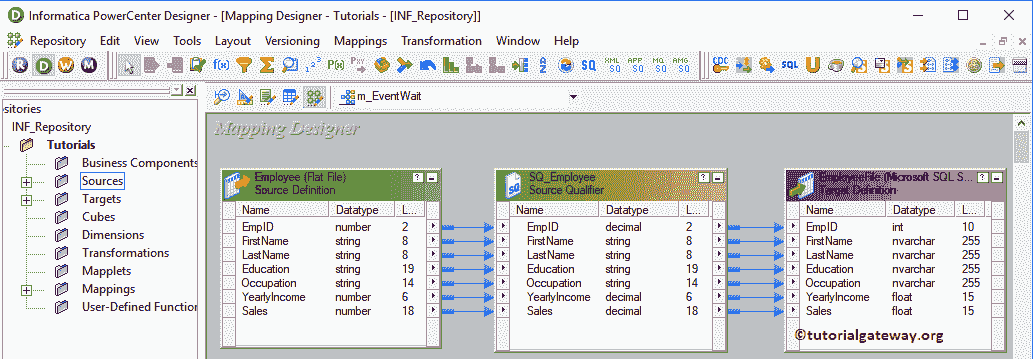 Informatica PowerCenter Designer - [Mapping Designer - Tutorials - [INF_Repository]]
Repository Edit View Tools Layout Versioning Mappings Transformation Window Help
m_EventWait
sitories
INF_Repository
Tutorials
Business Components
Sources
Targets
Cubes
Dimensions
Transformations
Mapplets
Mappings
User-Defined Function
Mapping Designer
Employee (Flat File)
Source Definition
Name Datatype L...
EmpID number 2
FirstName string 8
LastName string 8
Education string 19
Occupation string 14
YearlyIncome number 6
Sales number 18
SQ_Employee
Source Qualifier
Name Datatype L...
EmpID decimal 2
FirstName string 8
LastName string 8
Education string 19
Occupation string 14
YearlyIncome decimal 6
Sales decimal 18
(Microsoft SQL S...
Target Definition
Name Datatype L...
EmpID int 10
FirstName nvarchar 255
LastName nvarchar 255
Education nvarchar 255
Occupation nvarchar 255
YearlyIncome float 15
Sales float 15
©tutorialgateway.org